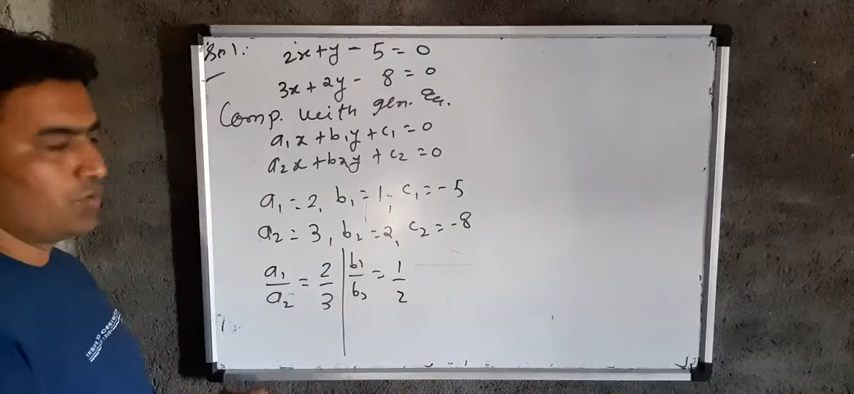 Sol 1:
2x + y - 5 = 0
3x + 2y - 8 = 0
Comp. with gen. Eq.
a₁x + b₁y + c₁ = 0
a₂x + b₂y + c₂ = 0
a₁ = 2, b₁ = 1, c₁ = -5
a₂ = 3, b₂ = 2, c₂ = -8
a₁/a₂ = 2/3 | b₁/b₂ = 1/2